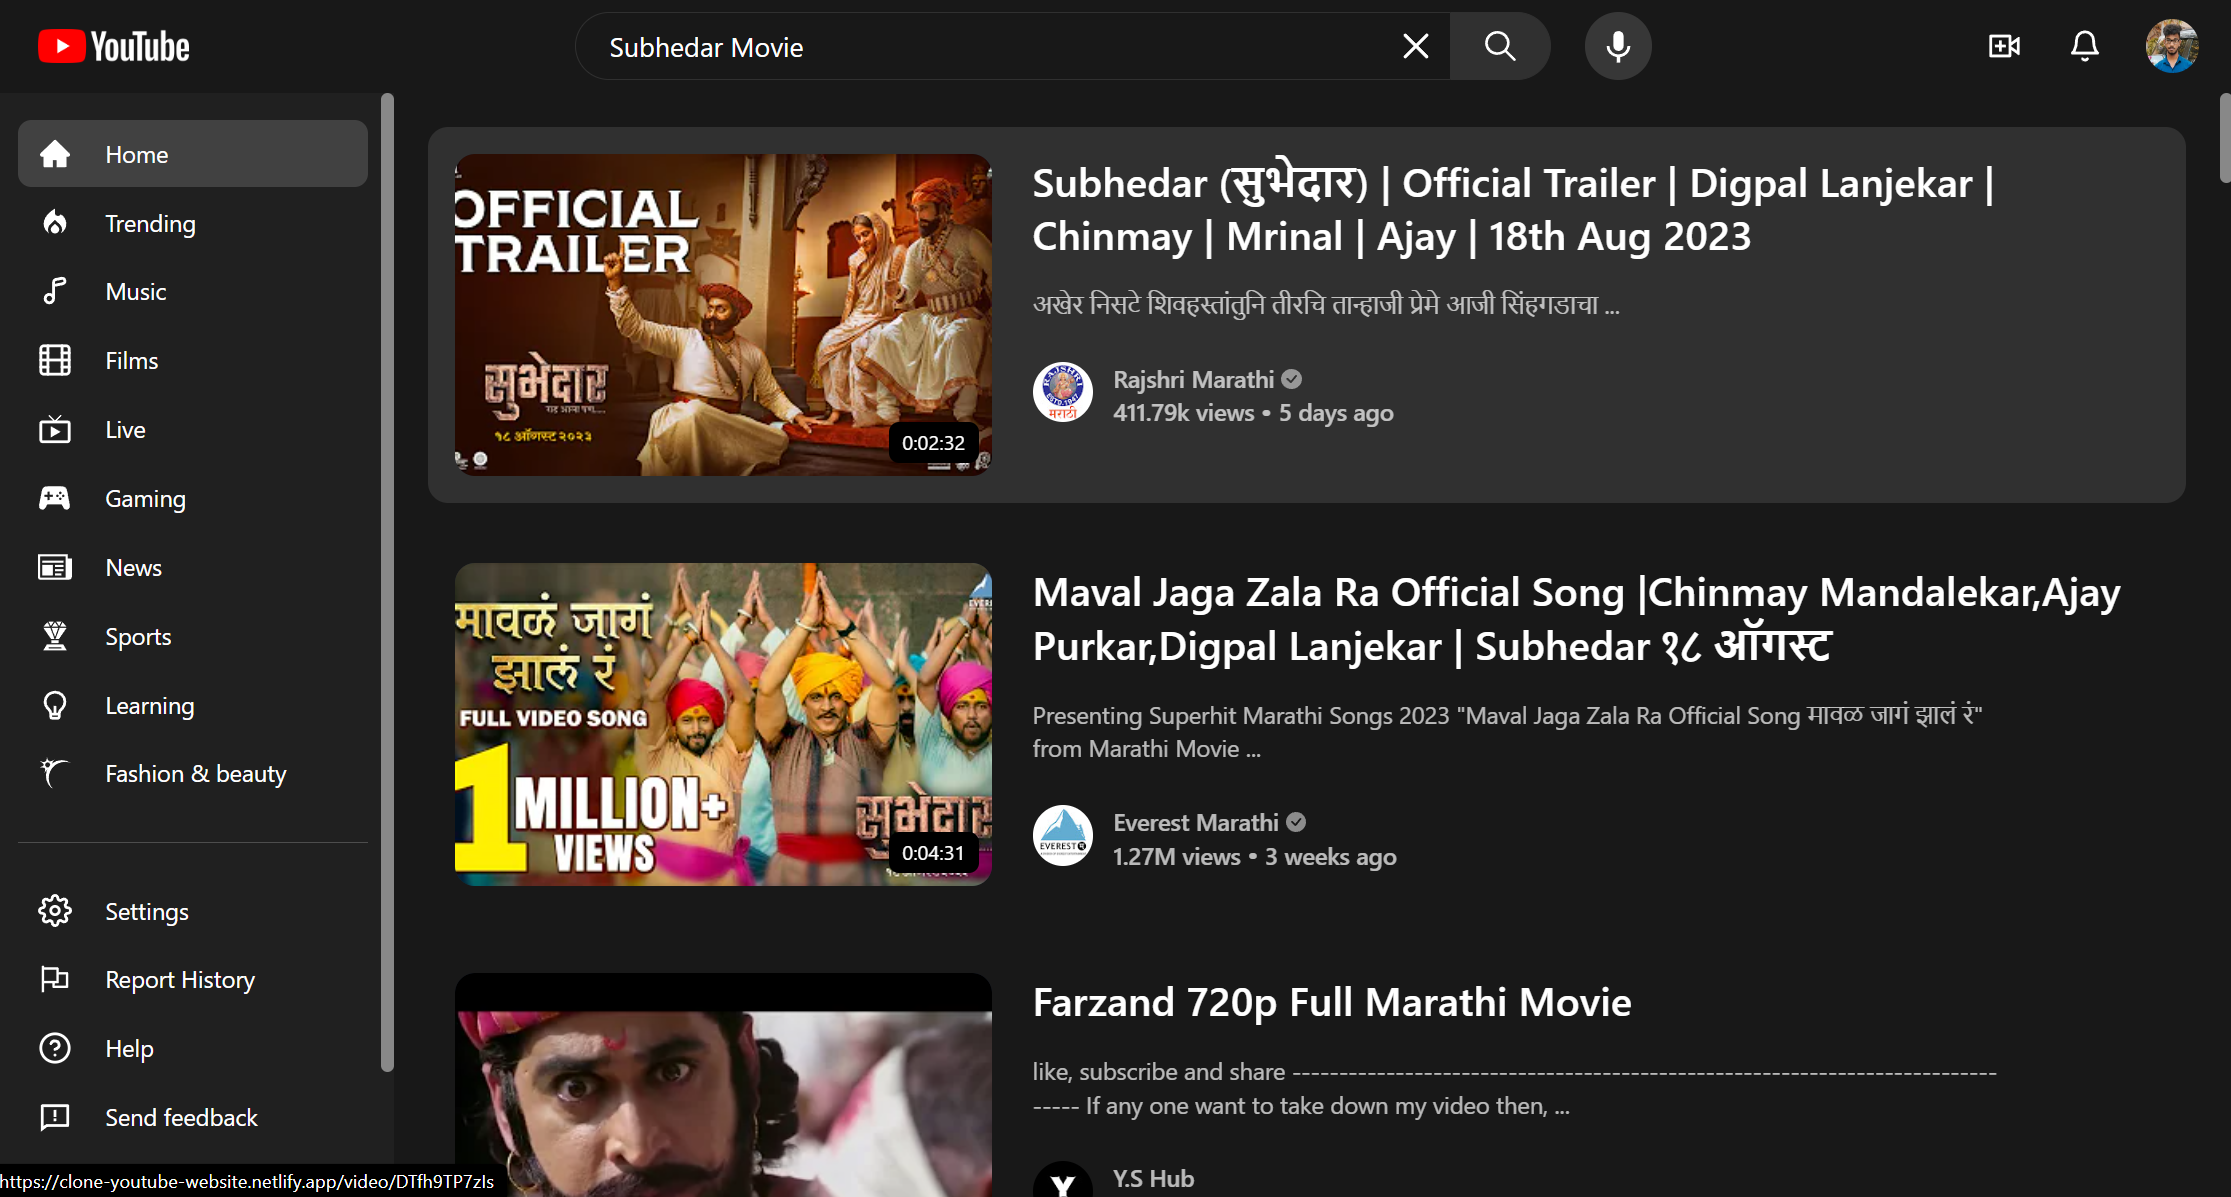 YouTube
Subhedar Movie
Home
Trending
Music
Films
Live
Gaming
News
Sports
Learning
Fashion & beauty
Settings
Report History
Help
Send feedback
OFFICIAL
TRAILER
सुभेदार
१८ ऑगस्ट २०२३
0:02:32
Subhedar (सुभेदार) | Official Trailer | Digpal Lanjekar |
Chinmay | Mrinal | Ajay | 18th Aug 2023
अखेर निसटे शिवहस्तांतुनि तीरचि तान्हाजी प्रेमे आजी सिंहगडाचा ...
RAJSHRI
मराठी
Rajshri Marathi
411.79k views • 5 days ago
मावळं जागं
झालं रं
FULL VIDEO SONG
1 MILLION+
VIEWS
सुभेदार
0:04:31
Maval Jaga Zala Ra Official Song |Chinmay Mandalekar,Ajay
Purkar,Digpal Lanjekar | Subhedar १८ ऑगस्ट
Presenting Superhit Marathi Songs 2023 "Maval Jaga Zala Ra Official Song मावळ जागं झालं रं"
from Marathi Movie ...
EVEREST
Everest Marathi
1.27M views • 3 weeks ago
Farzand 720p Full Marathi Movie
like, subscribe and share ---------------------------------------------------------------------------
----- If any one want to take down my video then, ...
Y
Y.S Hub
https://clone-youtube-website.netlify.app/video/DTfh9TP7zIs